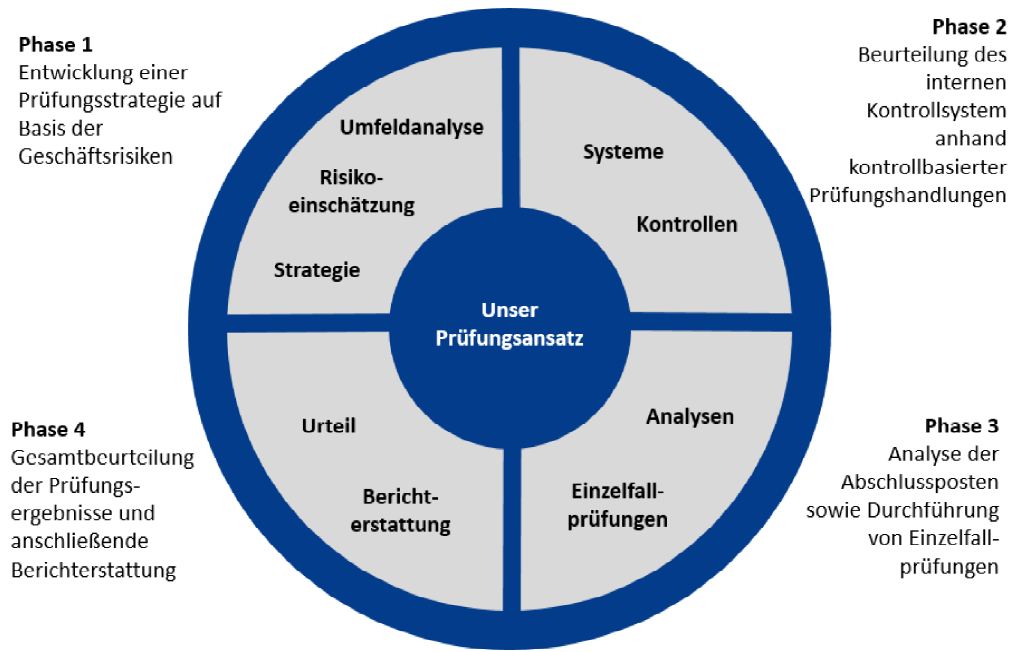 Phase 1
Entwicklung einer
Prüfungsstrategie auf
Basis der
Geschäftsrisiken
Umfeldanalyse
Risiko-
einschätzung
Strategie
Phase 2
Beurteilung des
internen
Kontrollsystem
anhand
kontrollbasierter
Prüfungshandlungen
Systeme
Kontrollen
Unser
Prüfungsansatz
Phase 3
Analyse der
Abschlussposten
sowie Durchführung
von Einzelfall-
prüfungen
Analysen
Einzelfall-
prüfungen
Phase 4
Gesamtbeurteilung
der Prüfungs-
ergebnisse und
anschließende
Berichterstattung
Urteil
Bericht-
erstattung